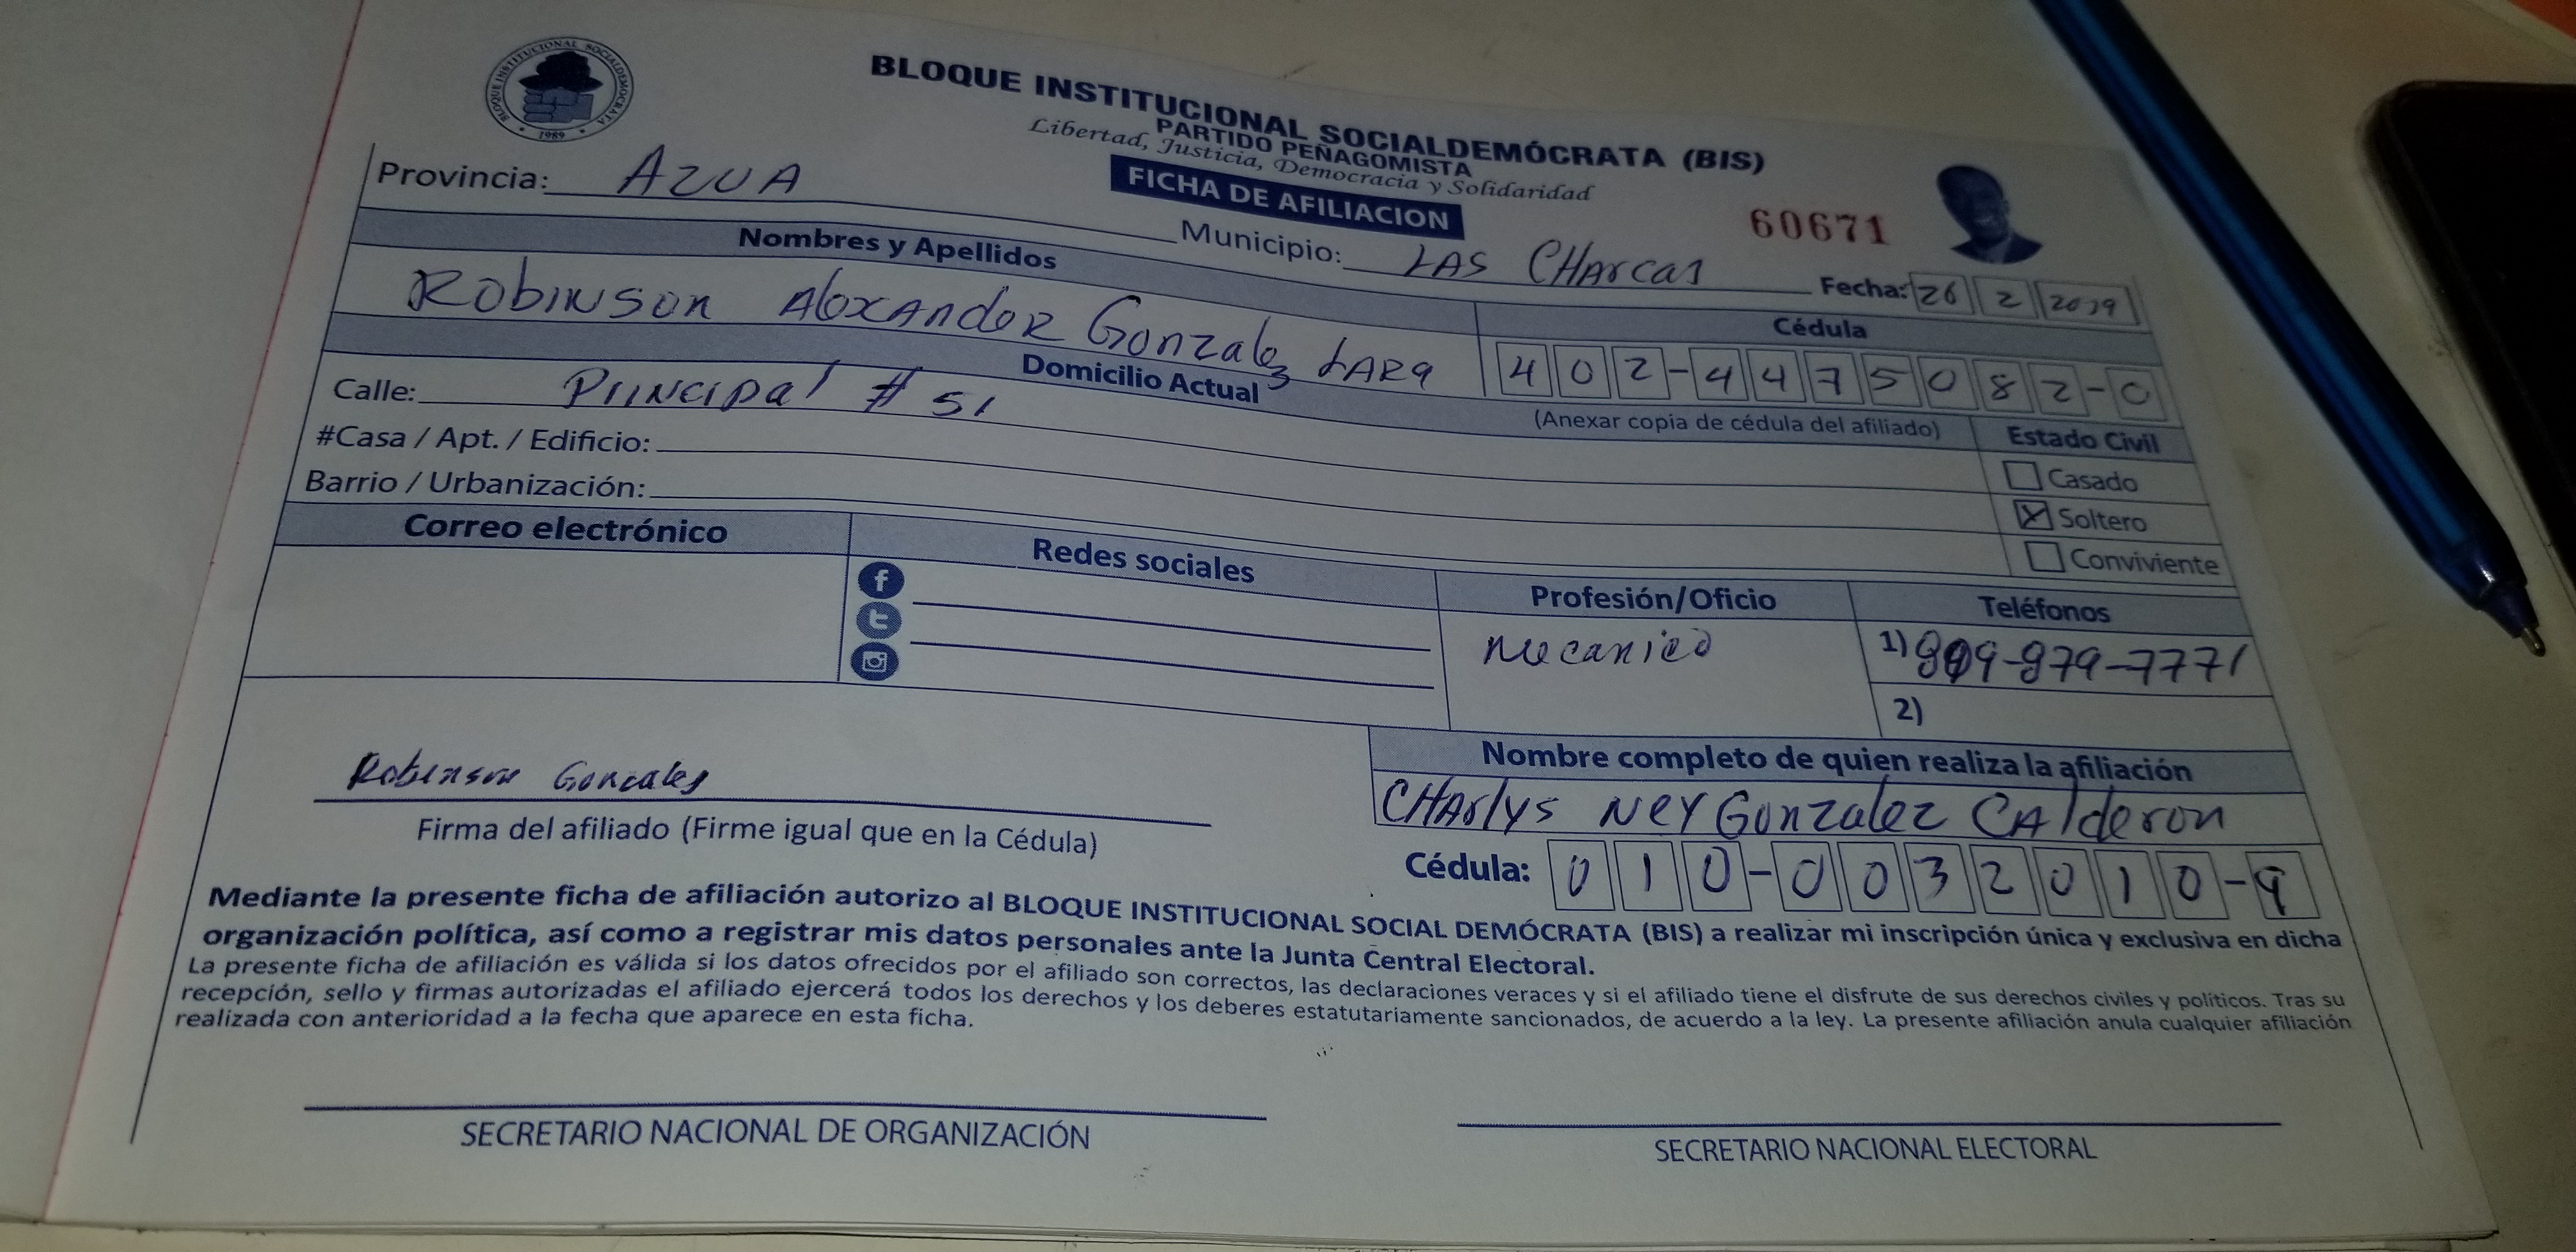 BLOQUE INSTITUCIONAL SOCIALDEMOCRATA
1989
BLOQUE INSTITUCIONAL SOCIALDEMÓCRATA (BIS)
PARTIDO PEÑAGOMISTA
Libertad, Justicia, Democracia y Solidaridad
FICHA DE AFILIACION
60671
Provincia: AZUA
Municipio: LAS CHArcas
Fecha: 26 2 2019
Nombres y Apellidos
Cédula
RobINSon AlexAndeR Gonzalez LARa
402-4475082-0
(Anexar copia de cédula del afiliado)
Domicilio Actual
Estado Civil
Calle: PrINcIpal # 51
#Casa / Apt. / Edificio:
Barrio / Urbanización:
Casado
X Soltero
Conviviente
Correo electrónico
Redes sociales
Profesión/Oficio
Teléfonos
f
t
mecanico
1) 809-879-7771
2)
Robinson Gonzales
Firma del afiliado (Firme igual que en la Cédula)
Nombre completo de quien realiza la afiliación
CHArlys NeY Gonzalez CAlderon
Cédula: 010-0032010-9
Mediante la presente ficha de afiliación autorizo al BLOQUE INSTITUCIONAL SOCIAL DEMÓCRATA (BIS) a realizar mi inscripción única y exclusiva en dicha
organización política, así como a registrar mis datos personales ante la Junta Central Electoral.
La presente ficha de afiliación es válida si los datos ofrecidos por el afiliado son correctos, las declaraciones veraces y si el afiliado tiene el disfrute de sus derechos civiles y políticos. Tras su
recepción, sello y firmas autorizadas el afiliado ejercerá todos los derechos y los deberes estatutariamente sancionados, de acuerdo a la ley. La presente afiliación anula cualquier afiliación
realizada con anterioridad a la fecha que aparece en esta ficha.
SECRETARIO NACIONAL DE ORGANIZACIÓN
SECRETARIO NACIONAL ELECTORAL